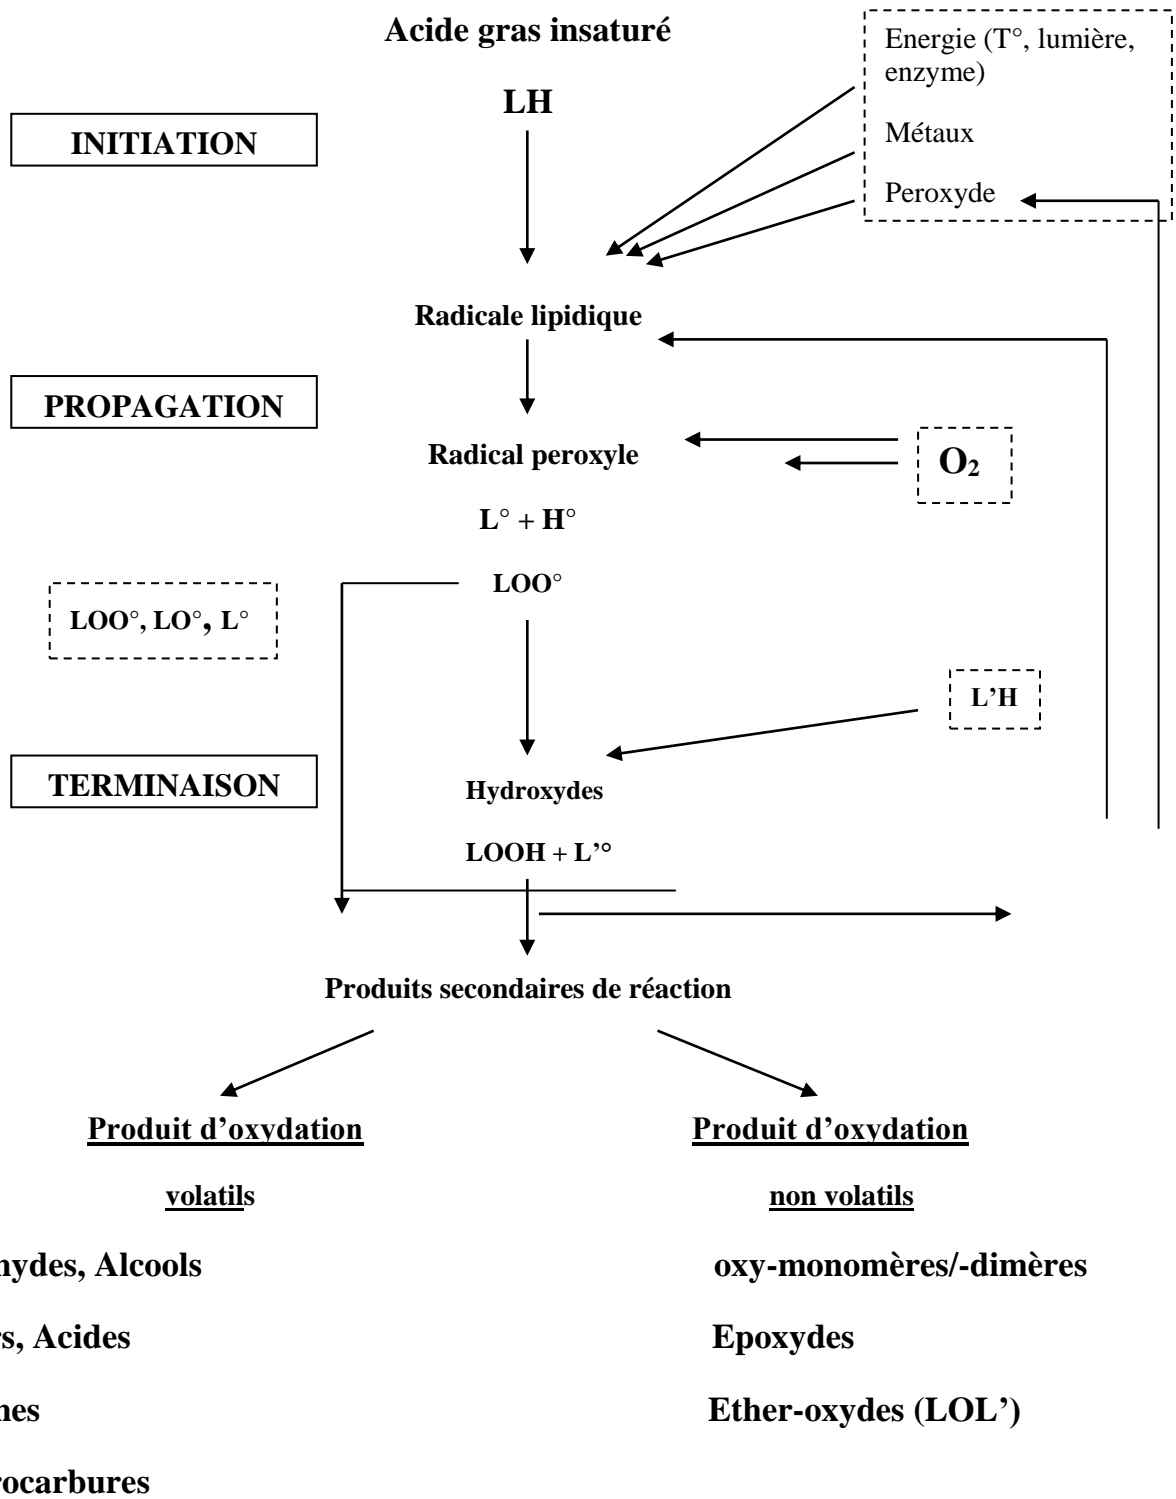 Acide gras insaturé
Energie (T°, lumière,
enzyme)
LH
INITIATION
Métaux
Peroxyde
Radicale lipidique
PROPAGATION
Radical peroxyle
O₂
L° + H°
LOO°
LOO°, LO°, L°
L’H
TERMINAISON
Hydroxydes
LOOH + L’°
Produits secondaires de réaction
Produit d’oxydation
Produit d’oxydation
volatils
non volatils
Alcools
oxy-monomères/-dimères
Acides
Epoxydes
Ether-oxydes (LOL’)